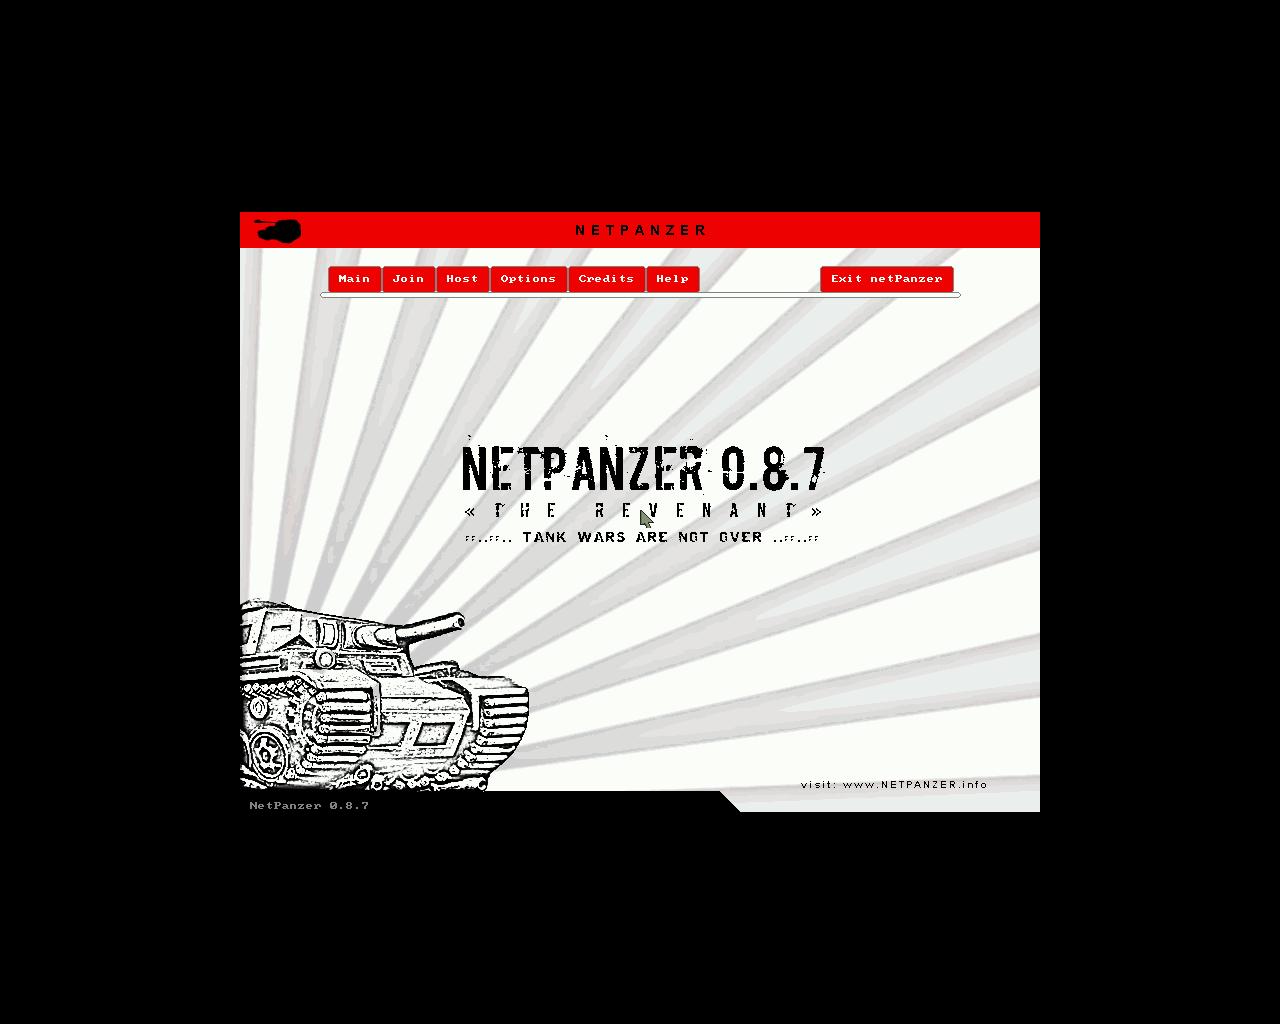 NETPANZER
Main Join Host Options Credits Help Exit netPanzer
NETPANZER 0.8.7
« THE REVENANT »
::..::.. TANK WARS ARE NOT OVER ..::..::
visit: www.NETPANZER.info
NetPanzer 0.8.7